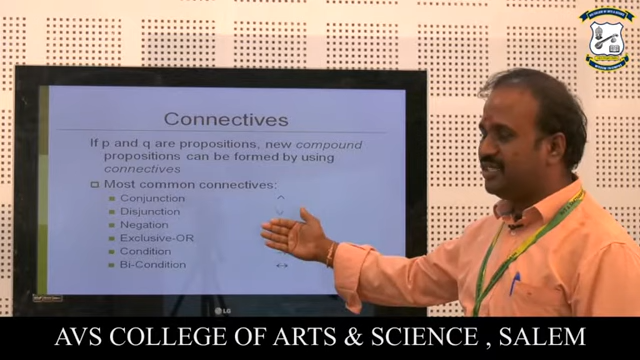 Connectives
If p and q are propositions, new compound
propositions can be formed by using
connectives
Most common connectives:
Conjunction ^
Disjunction
Negation
Exclusive-OR
Condition
Bi-Condition ↔
LG
AVS COLLEGE OF ARTS & SCIENCE , SALEM